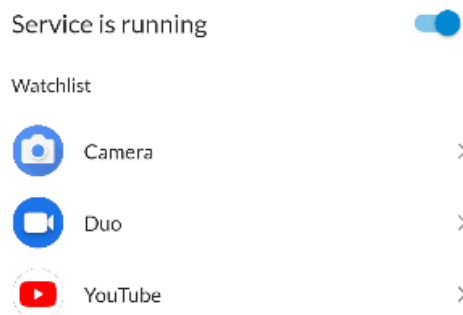 Service is running
Watchlist
Camera
Duo
YouTube